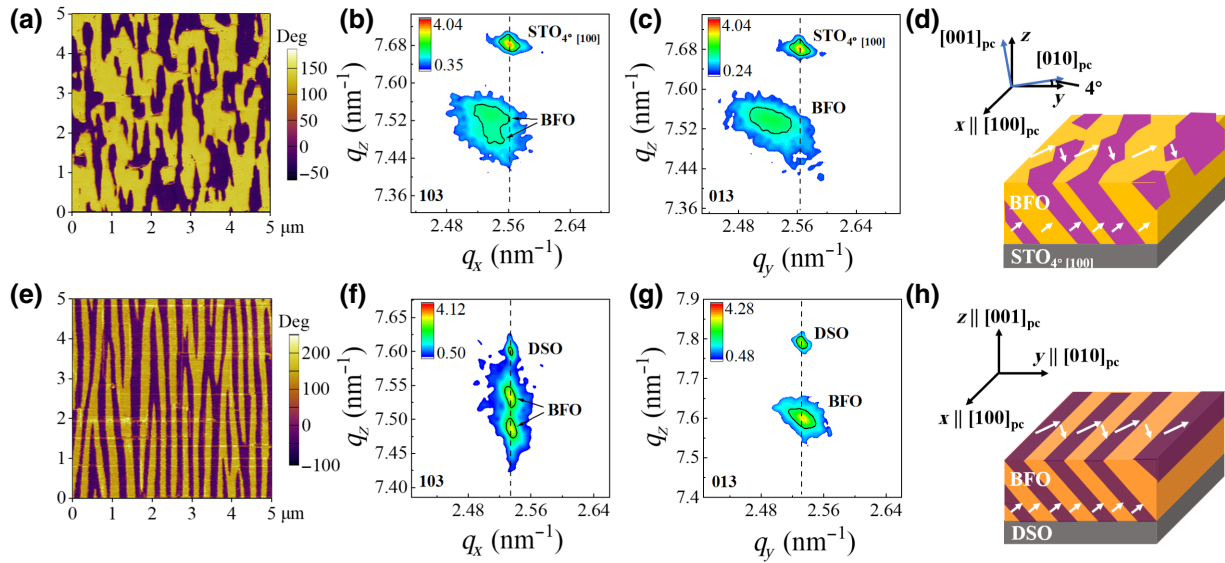 (a)
Deg
150
100
50
0
−50
5
4
3
2
1
0
0 1 2 3 4 5 μm
(b)
4.04
0.35
STO4° [100]
BFO
103
7.68
7.60
7.52
7.44
7.36
qz (nm−1)
2.48 2.56 2.64
qx (nm−1)
(c)
4.04
0.24
STO4° [100]
BFO
013
7.68
7.60
7.52
7.44
7.36
qz (nm−1)
2.48 2.56 2.64
qy (nm−1)
(d)
[001]pc
z
[010]pc
4°
y
x || [100]pc
BFO
STO4° [100]
(e)
Deg
200
100
0
−100
5
4
3
2
1
0
0 1 2 3 4 5 μm
(f)
4.12
0.50
DSO
BFO
103
7.65
7.60
7.55
7.50
7.45
7.40
qz (nm−1)
2.48 2.56 2.64
qx (nm−1)
(g)
4.28
0.48
DSO
BFO
013
7.9
7.8
7.7
7.6
7.5
7.4
qz (nm−1)
2.48 2.56 2.64
qy (nm−1)
(h)
z || [001]pc
y || [010]pc
x || [100]pc
BFO
DSO